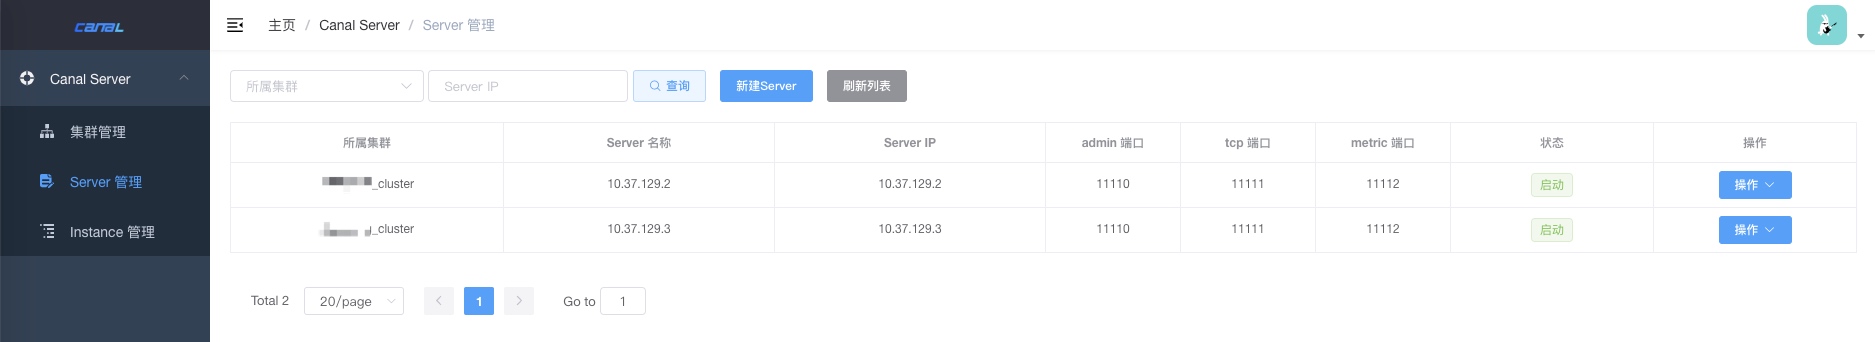 canal
主页 / Canal Server / Server 管理
Canal Server
集群管理
Server 管理
Instance 管理
所属集群 Server IP 查询 新建Server 刷新列表
所属集群 Server 名称 Server IP admin 端口 tcp 端口 metric 端口 状态 操作
_cluster 10.37.129.2 10.37.129.2 11110 11111 11112 启动 操作
_cluster 10.37.129.3 10.37.129.3 11110 11111 11112 启动 操作
Total 2 20/page 1 Go to 1